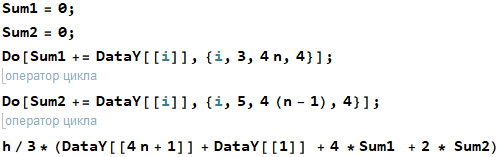 Sum1 = 0;
Sum2 = 0;
Do[Sum1 += DataY[[i]], {i, 3, 4 n, 4}];
оператор цикла
Do[Sum2 += DataY[[i]], {i, 5, 4 (n - 1), 4}];
оператор цикла
h / 3 * (DataY[[4 n + 1]] + DataY[[1]] + 4 * Sum1 + 2 * Sum2)